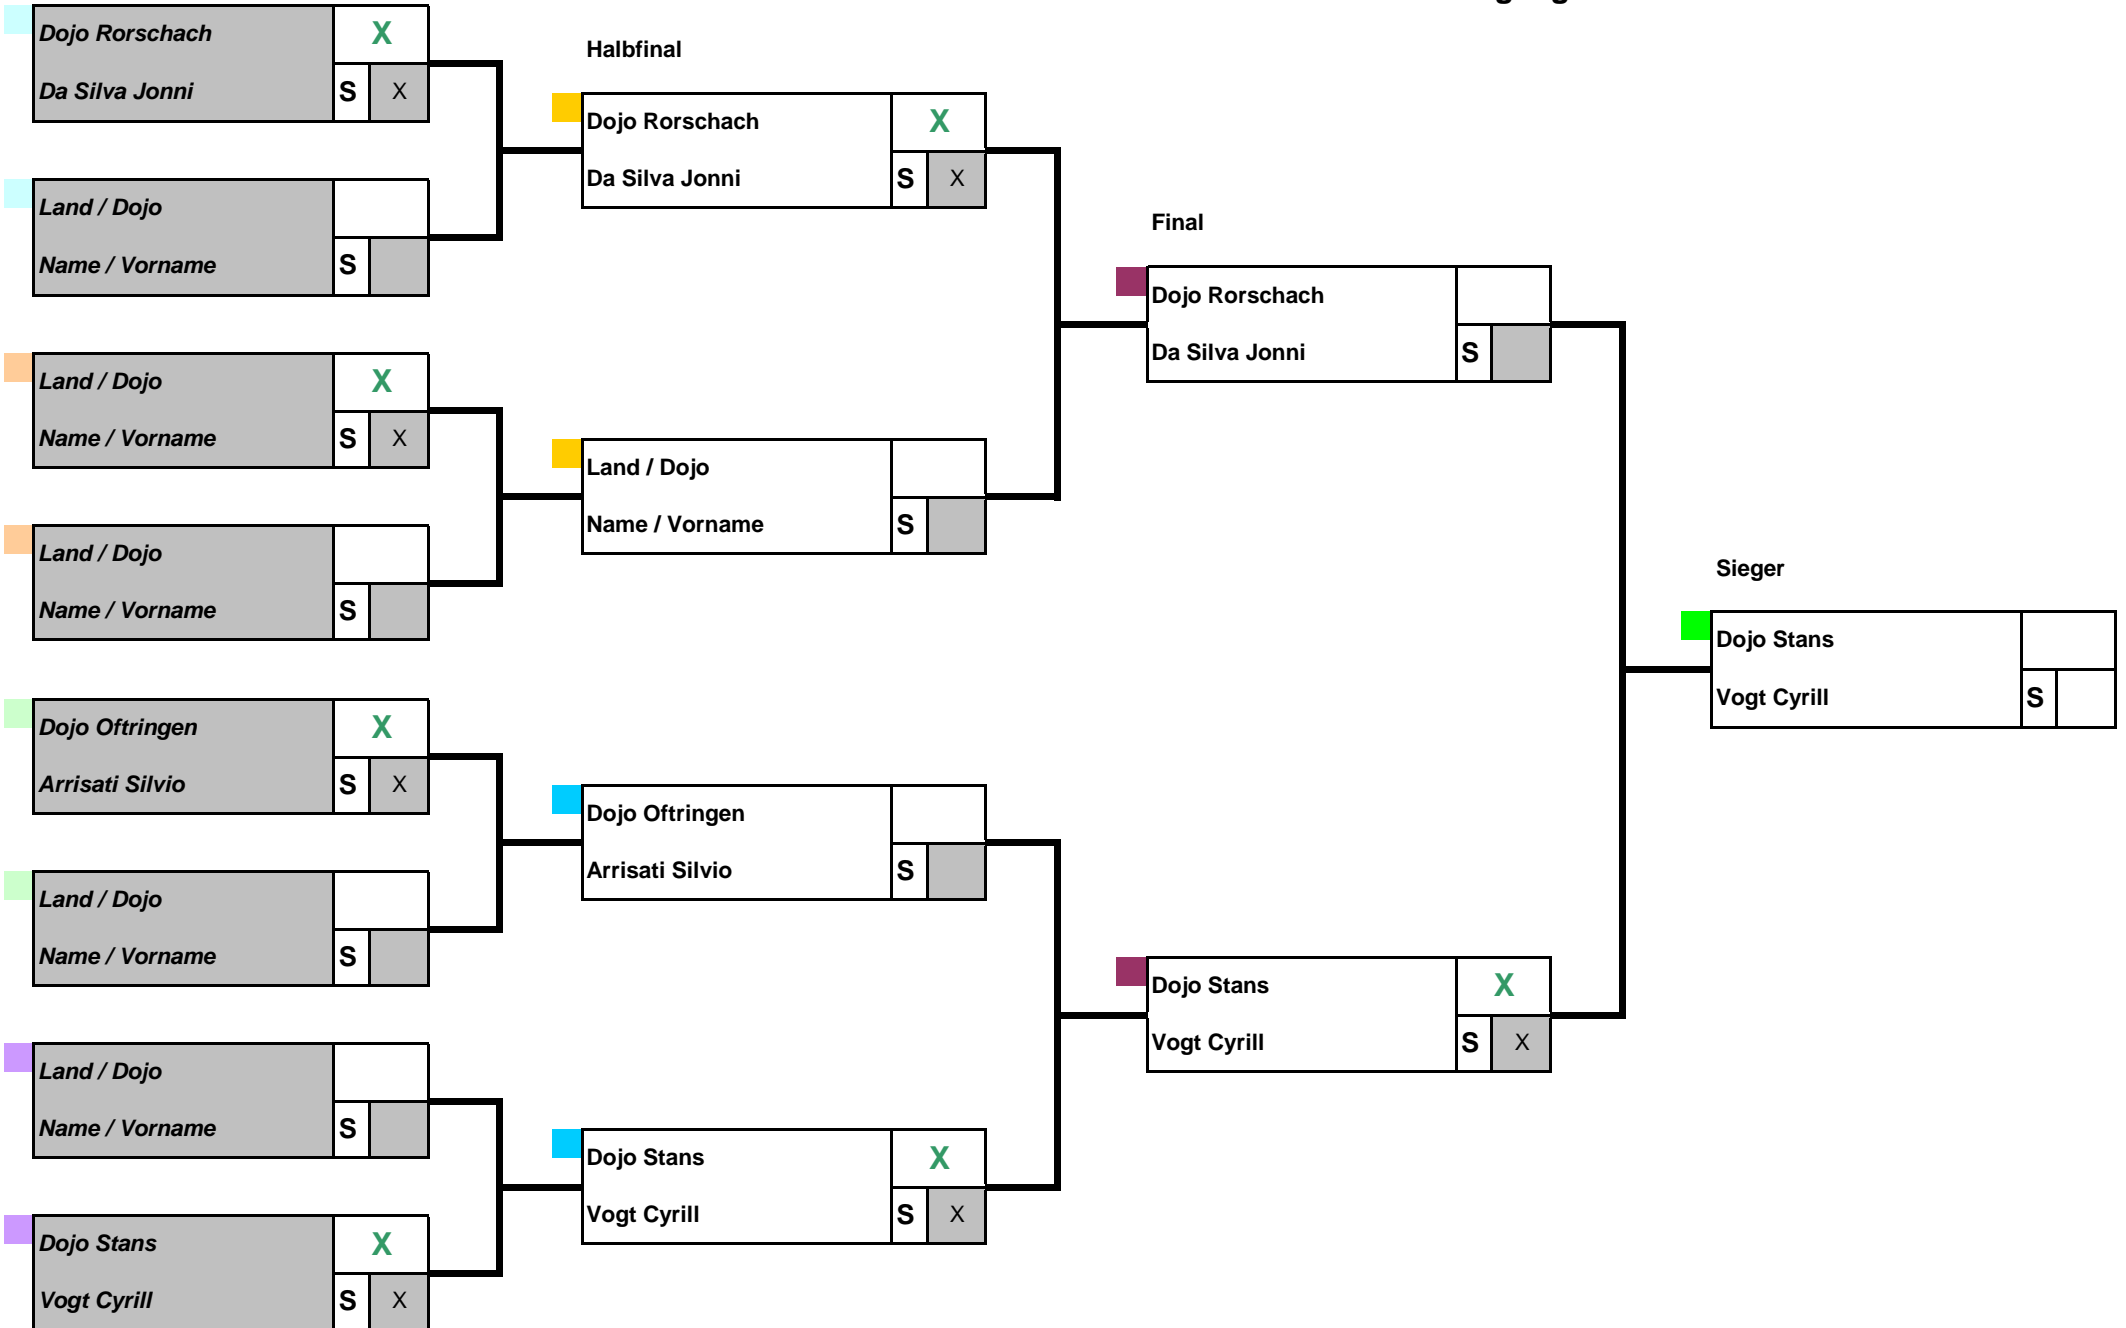 Dojo Rorschach X
Da Silva Jonni S X
Land / Dojo
Name / Vorname S
Land / Dojo X
Name / Vorname S X
Land / Dojo
Name / Vorname S
Dojo Oftringen X
Arrisati Silvio S X
Land / Dojo
Name / Vorname S
Land / Dojo
Name / Vorname S
Dojo Stans X
Vogt Cyrill S X
Halbfinal
Dojo Rorschach X
Da Silva Jonni S X
Land / Dojo
Name / Vorname S
Dojo Oftringen
Arrisati Silvio S
Dojo Stans X
Vogt Cyrill S X
Final
Dojo Rorschach
Da Silva Jonni S
Dojo Stans X
Vogt Cyrill S X
Sieger
Dojo Stans
Vogt Cyrill S